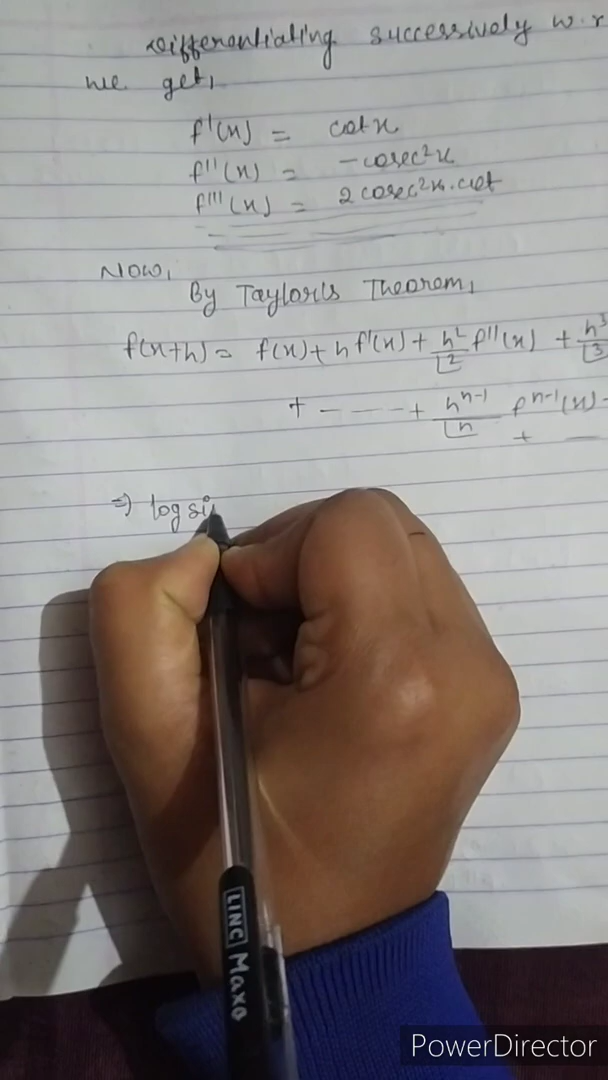 Differentiating successively w.r
we get,
f'(x) = cot x
f''(x) = - cosec²x
f'''(x) = 2 cosec²x. cot
Now,
By Taylor's Theorem,
f(x+h) = f(x) + h f'(x) + h²/⌊2 f''(x) + h³/⌊3
+ - - - - + hⁿ⁻¹/⌊n fⁿ⁻¹(x) -
+ —
⇒ log si
LINC Maxo
PowerDirector